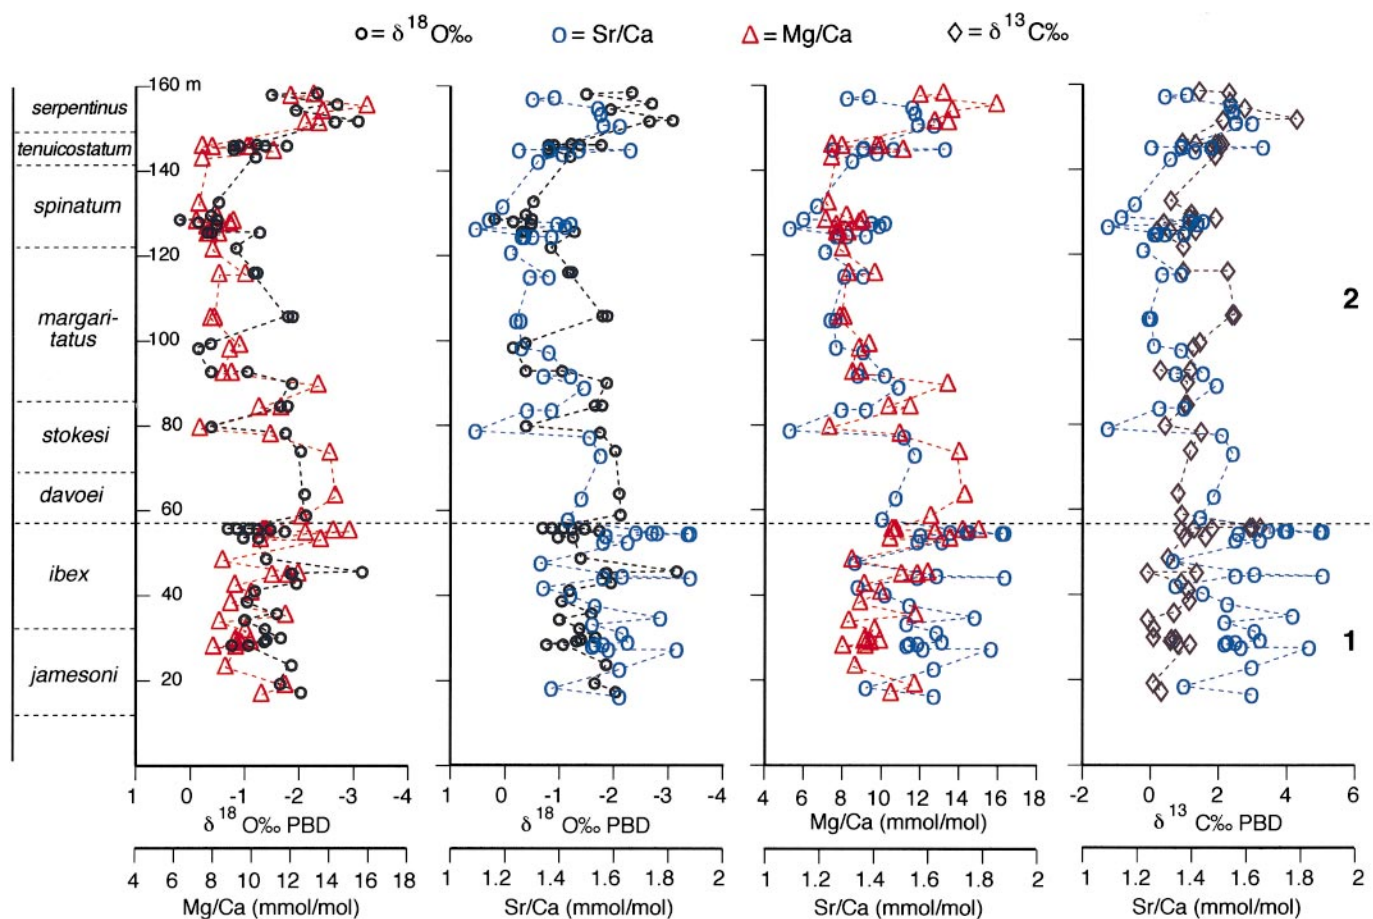 = δ 18 O‰ = Sr/Ca = Mg/Ca = δ 13 C‰
160 m
serpentinus
tenuicostatum
140
spinatum
120
margari-
tatus
100
2
80
stokesi
davoei
60
ibex
40
1
jamesoni
20
1 0 -1 -2 -3 -4 1 0 -1 -2 -3 -4 4 6 8 10 12 14 16 18 -2 0 2 4 6
δ 18 O‰ PBD δ 18 O‰ PBD Mg/Ca (mmol/mol) δ 13 C‰ PBD
4 6 8 10 12 14 16 18 1 1.2 1.4 1.6 1.8 2 1 1.2 1.4 1.6 1.8 2 1 1.2 1.4 1.6 1.8 2
Mg/Ca (mmol/mol) Sr/Ca (mmol/mol) Sr/Ca (mmol/mol) Sr/Ca (mmol/mol)